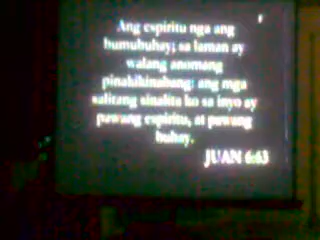 Ang espiritu nga ang
bumubuhay; sa laman ay
walang anomang
pinakikinabang: ang mga
salitang sinalita ko sa inyo ay
pawang espiritu, at pawang
buhay.
JUAN 6:63